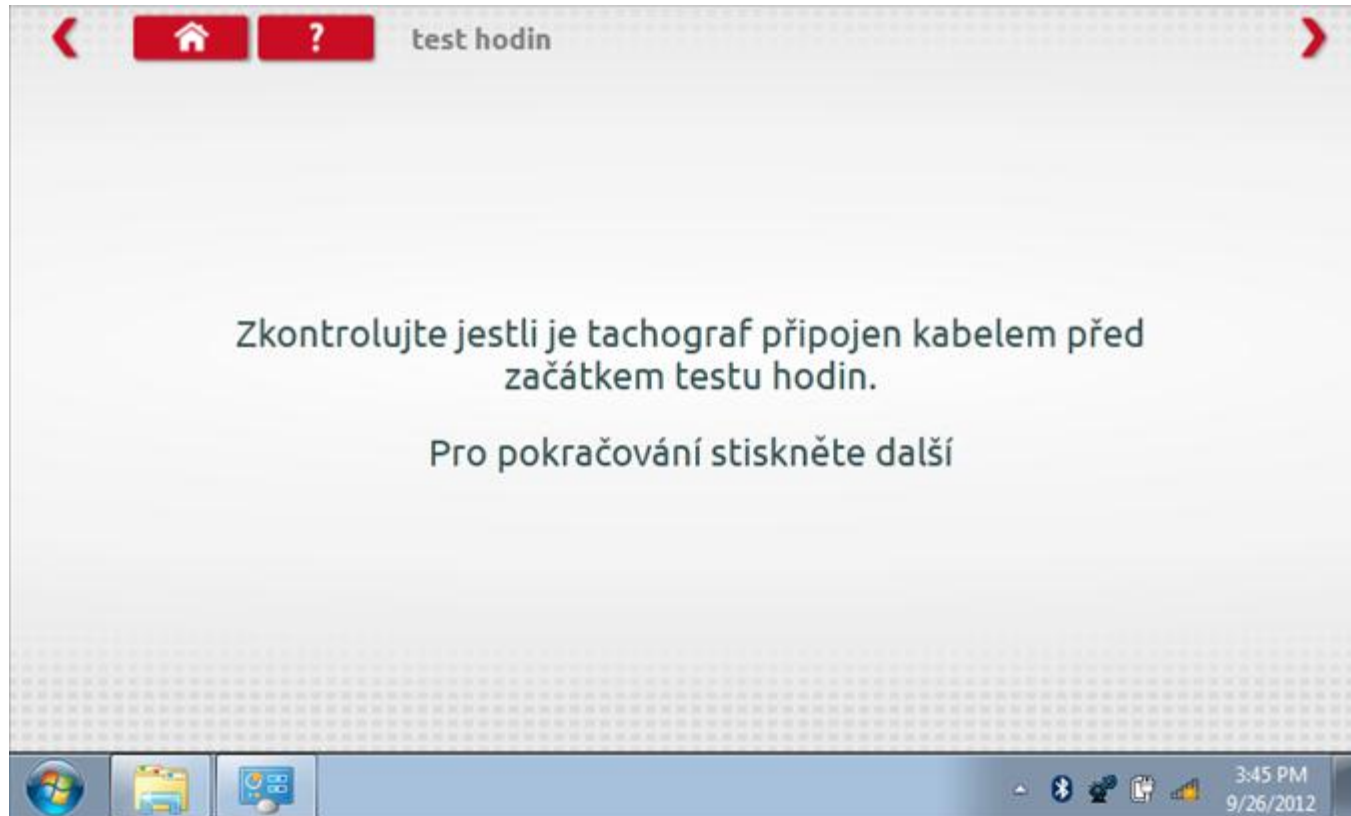 ? test hodin
Zkontrolujte jestli je tachograf připojen kabelem před
začátkem testu hodin.
Pro pokračování stiskněte další
3:45 PM
9/26/2012